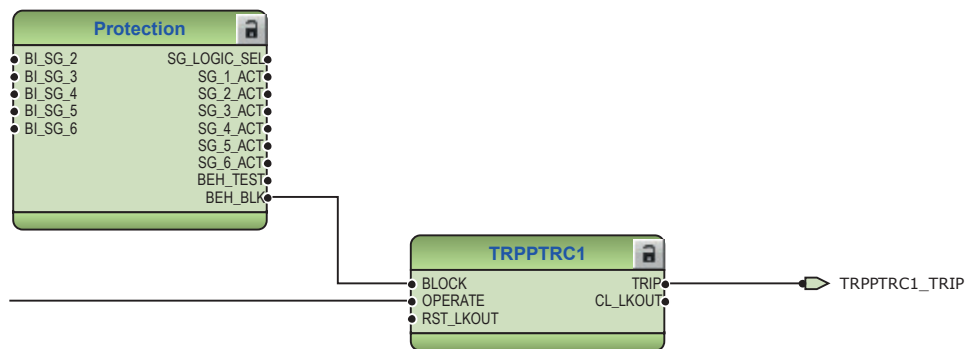 Protection
BI_SG_2 SG_LOGIC_SEL
BI_SG_3 SG_1_ACT
BI_SG_4 SG_2_ACT
BI_SG_5 SG_3_ACT
BI_SG_6 SG_4_ACT
SG_5_ACT
SG_6_ACT
BEH_TEST
BEH_BLK
TRPPTRC1
BLOCK TRIP
OPERATE CL_LKOUT
RST_LKOUT
TRPPTRC1_TRIP